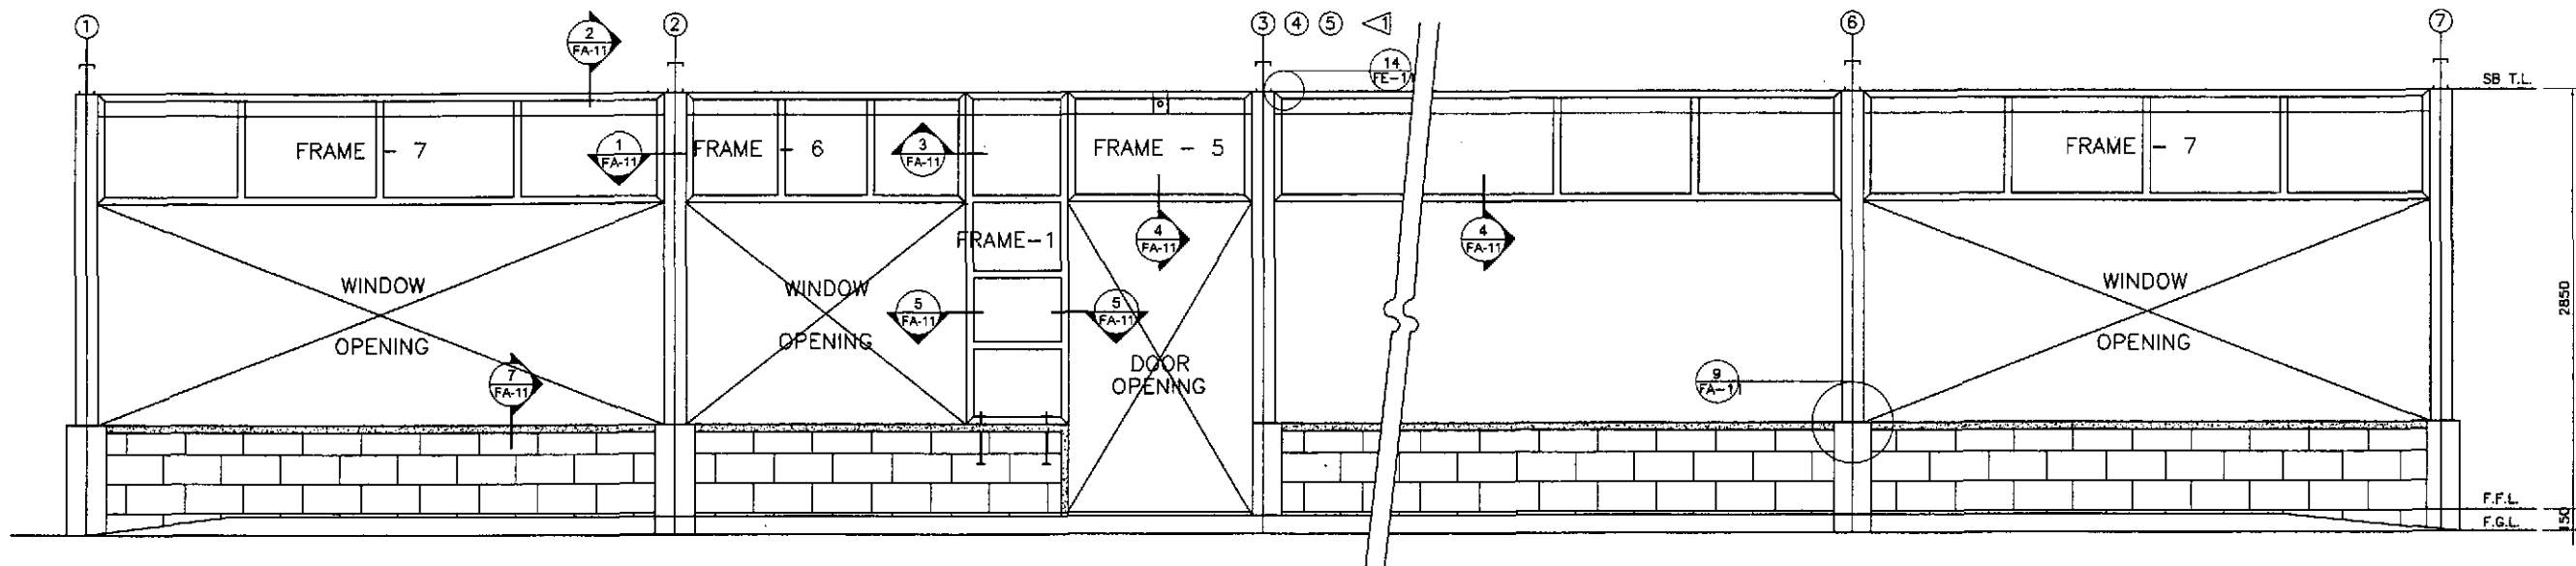 1
2
3 4 5 1
6
7
2
FA-11
14
FE-11
SB T.L.
FRAME - 7
1
FA-11
FRAME - 6
3
FA-11
FRAME - 5
FRAME - 7
FRAME-1
4
FA-11
4
FA-11
WINDOW
OPENING
WINDOW
OPENING
5
FA-11
5
FA-11
WINDOW
OPENING
2850
7
FA-11
DOOR
OPENING
9
FA-11
F.F.L.
F.G.L.
150